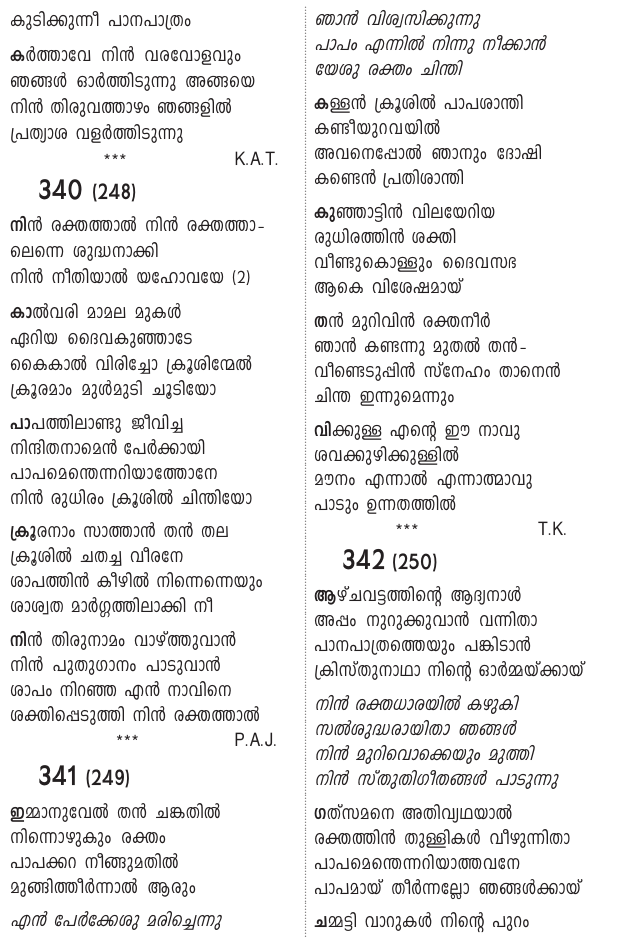 കുടിക്കുന്നീ പാനപാത്രം
കർത്താവേ നിൻ വരവോളവും
ഞങ്ങൾ ഓർത്തിടുന്നു അങ്ങയെ
നിൻ തിരുവത്താഴം ഞങ്ങളിൽ
പ്രത്യാശ വളർത്തിടുന്നു
*** K.A.T.
340 (248)
നിൻ രക്തത്താൽ നിൻ രക്തത്താ-
ലെന്നെ ശുദ്ധനാക്കി
നിൻ നീതിയാൽ യഹോവയേ (2)
കാൽവരി മാമല മുകൾ
ഏറിയ ദൈവകുഞ്ഞാടേ
കൈകാൽ വിരിച്ചോ ക്രൂശിന്മേൽ
ക്രൂരമാം മുൾമുടി ചൂടിയോ
പാപത്തിലാണ്ടു ജീവിച്ച
നിന്ദിതനാമെൻ പേർക്കായി
പാപമെന്തെന്നറിയാത്തോനേ
നിൻ രുധിരം ക്രൂശിൽ ചിന്തിയോ
ക്രൂരനാം സാത്താൻ തൻ തല
ക്രൂശിൽ ചതച്ച വീരനേ
ശാപത്തിൻ കീഴിൽ നിന്നെന്നെയും
ശാശ്വത മാർഗ്ഗത്തിലാക്കി നീ
നിൻ തിരുനാമം വാഴ്ത്തുവാൻ
നിൻ പുതുഗാനം പാടുവാൻ
ശാപം നിറഞ്ഞ എൻ നാവിനെ
ശക്തിപ്പെടുത്തി നിൻ രക്തത്താൽ
*** P.A.J.
341 (249)
ഇമ്മാനുവേൽ തൻ ചങ്കതിൽ
നിന്നൊഴുകും രക്തം
പാപക്കറ നീങ്ങുമതിൽ
മുങ്ങിത്തീർന്നാൽ ആരും
എൻ പേർക്കേശു മരിച്ചെന്നു
ഞാൻ വിശ്വസിക്കുന്നു
പാപം എന്നിൽ നിന്നു നീക്കാൻ
യേശു രക്തം ചിന്തി
കള്ളൻ ക്രൂശിൽ പാപശാന്തി
കണ്ടീയുറവയിൽ
അവനെപ്പോൽ ഞാനും ദോഷി
കണ്ടെൻ പ്രതിശാന്തി
കുഞ്ഞാട്ടിൻ വിലയേറിയ
രുധിരത്തിൻ ശക്തി
വീണ്ടുകൊള്ളും ദൈവസഭ
ആകെ വിശേഷമായ്
തൻ മുറിവിൻ രക്തനീർ
ഞാൻ കണ്ടന്നു മുതൽ തൻ-
വീണ്ടെടുപ്പിൻ സ്നേഹം താനെൻ
ചിന്ത ഇന്നുമെന്നും
വിക്കുള്ള എന്റെ ഈ നാവു
ശവക്കുഴിക്കുള്ളിൽ
മൗനം എന്നാൽ എന്നാത്മാവു
പാടും ഉന്നതത്തിൽ
*** T.K.
342 (250)
ആഴ്ചവട്ടത്തിന്റെ ആദ്യനാൾ
അപ്പം നുറുക്കുവാൻ വന്നിതാ
പാനപാത്രത്തെയും പങ്കിടാൻ
ക്രിസ്തുനാഥാ നിന്റെ ഓർമ്മയ്ക്കായ്
നിൻ രക്തധാരയിൽ കഴുകി
സൽശുദ്ധരായിതാ ഞങ്ങൾ
നിൻ മുറിവൊക്കെയും മുത്തി
നിൻ സ്തുതിഗീതങ്ങൾ പാടുന്നു
ഗത്സമനെ അതിവ്യഥയാൽ
രക്തത്തിൻ തുള്ളികൾ വീഴുന്നിതാ
പാപമെന്തെന്നറിയാത്തവനേ
പാപമായ് തീർന്നല്ലോ ഞങ്ങൾക്കായ്
ചമ്മട്ടി വാറുകൾ നിന്റെ പുറം